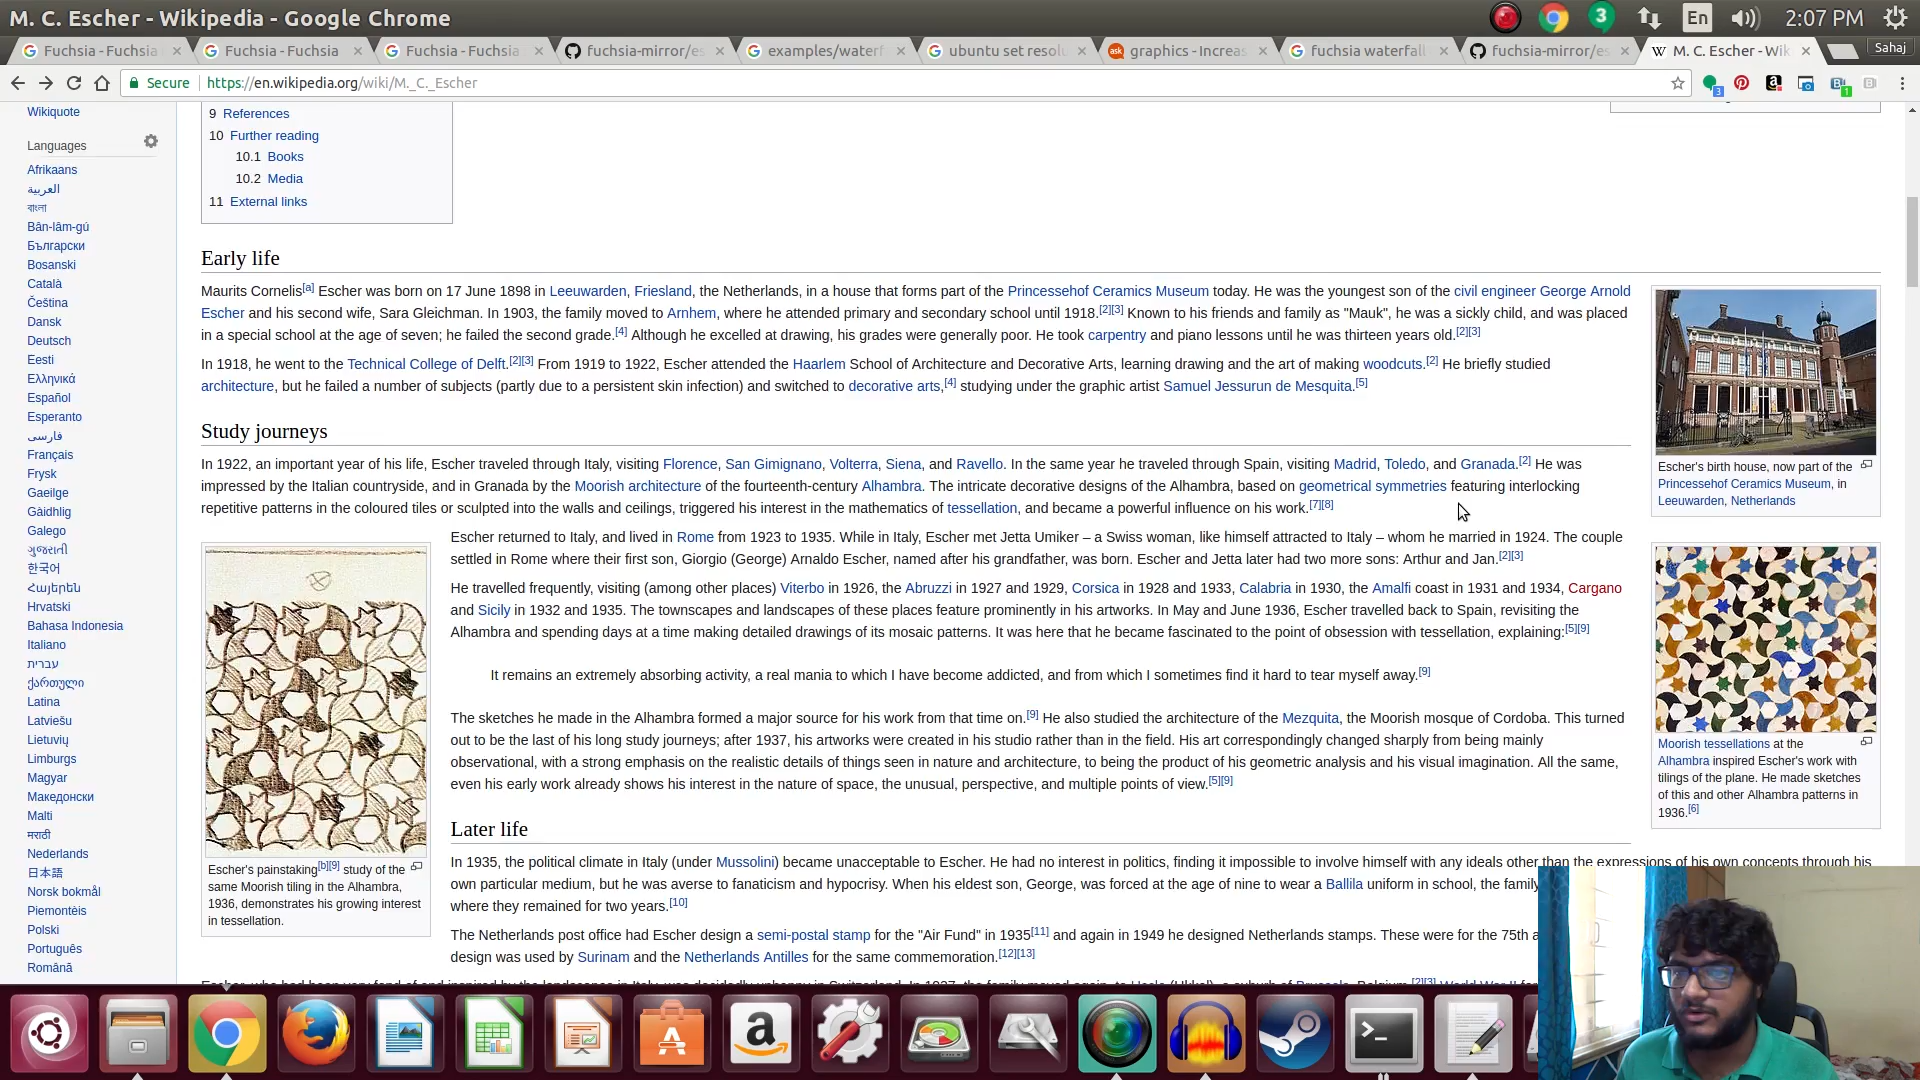 M. C. Escher - Wikipedia - Google Chrome
3
En
2:07 PM
Fuchsia - Fuchsia
Fuchsia - Fuchsia
Fuchsia - Fuchsia
fuchsia-mirror/es
examples/waterf
ubuntu set resol
ask
graphics - Increas
fuchsia waterfall
fuchsia-mirror/es
W
M. C. Escher - Wik
Sahaj
Secure
https://en.wikipedia.org/wiki/M._C._Escher
3
1
Wikiquote
Languages
Afrikaans
العربية
বাংলা
Bân-lâm-gú
Български
Bosanski
Català
Čeština
Dansk
Deutsch
Eesti
Ελληνικά
Español
Esperanto
فارسی
Français
Frysk
Gaeilge
Gàidhlig
Galego
ગુજરાતી
한국어
Հայերեն
Hrvatski
Bahasa Indonesia
Italiano
עברית
ქართული
Latina
Latviešu
Lietuvių
Limburgs
Magyar
Македонски
Malti
मराठी
Nederlands
日本語
Norsk bokmål
Piemontèis
Polski
Português
Română
9 References
10 Further reading
10.1 Books
10.2 Media
11 External links
Early life
Maurits Cornelis[a] Escher was born on 17 June 1898 in Leeuwarden, Friesland, the Netherlands, in a house that forms part of the Princessehof Ceramics Museum today. He was the youngest son of the civil engineer George Arnold
Escher and his second wife, Sara Gleichman. In 1903, the family moved to Arnhem, where he attended primary and secondary school until 1918.[2][3] Known to his friends and family as "Mauk", he was a sickly child, and was placed
in a special school at the age of seven; he failed the second grade.[4] Although he excelled at drawing, his grades were generally poor. He took carpentry and piano lessons until he was thirteen years old.[2][3]
In 1918, he went to the Technical College of Delft.[2][3] From 1919 to 1922, Escher attended the Haarlem School of Architecture and Decorative Arts, learning drawing and the art of making woodcuts.[2] He briefly studied
architecture, but he failed a number of subjects (partly due to a persistent skin infection) and switched to decorative arts,[4] studying under the graphic artist Samuel Jessurun de Mesquita.[5]
Escher's birth house, now part of the
Princessehof Ceramics Museum, in
Leeuwarden, Netherlands
Study journeys
In 1922, an important year of his life, Escher traveled through Italy, visiting Florence, San Gimignano, Volterra, Siena, and Ravello. In the same year he traveled through Spain, visiting Madrid, Toledo, and Granada.[2] He was
impressed by the Italian countryside, and in Granada by the Moorish architecture of the fourteenth-century Alhambra. The intricate decorative designs of the Alhambra, based on geometrical symmetries featuring interlocking
repetitive patterns in the coloured tiles or sculpted into the walls and ceilings, triggered his interest in the mathematics of tessellation, and became a powerful influence on his work.[7][8]
Escher returned to Italy, and lived in Rome from 1923 to 1935. While in Italy, Escher met Jetta Umiker – a Swiss woman, like himself attracted to Italy – whom he married in 1924. The couple
settled in Rome where their first son, Giorgio (George) Arnaldo Escher, named after his grandfather, was born. Escher and Jetta later had two more sons: Arthur and Jan.[2][3]
He travelled frequently, visiting (among other places) Viterbo in 1926, the Abruzzi in 1927 and 1929, Corsica in 1928 and 1933, Calabria in 1930, the Amalfi coast in 1931 and 1934, Cargano
and Sicily in 1932 and 1935. The townscapes and landscapes of these places feature prominently in his artworks. In May and June 1936, Escher travelled back to Spain, revisiting the
Alhambra and spending days at a time making detailed drawings of its mosaic patterns. It was here that he became fascinated to the point of obsession with tessellation, explaining:[5][9]
It remains an extremely absorbing activity, a real mania to which I have become addicted, and from which I sometimes find it hard to tear myself away.[9]
The sketches he made in the Alhambra formed a major source for his work from that time on.[9] He also studied the architecture of the Mezquita, the Moorish mosque of Cordoba. This turned
out to be the last of his long study journeys; after 1937, his artworks were created in his studio rather than in the field. His art correspondingly changed sharply from being mainly
observational, with a strong emphasis on the realistic details of things seen in nature and architecture, to being the product of his geometric analysis and his visual imagination. All the same,
even his early work already shows his interest in the nature of space, the unusual, perspective, and multiple points of view.[5][9]
Escher's painstaking[b][9] study of the
same Moorish tiling in the Alhambra,
1936, demonstrates his growing interest
in tessellation.
Moorish tessellations at the
Alhambra inspired Escher's work with
tilings of the plane. He made sketches
of this and other Alhambra patterns in
1936.[6]
Later life
In 1935, the political climate in Italy (under Mussolini) became unacceptable to Escher. He had no interest in politics, finding it impossible to involve himself with any ideals other than the expressions of his own concepts through his
own particular medium, but he was averse to fanaticism and hypocrisy. When his eldest son, George, was forced at the age of nine to wear a Ballila uniform in school, the family
where they remained for two years.[10]
The Netherlands post office had Escher design a semi-postal stamp for the "Air Fund" in 1935[11] and again in 1949 he designed Netherlands stamps. These were for the 75th a
design was used by Surinam and the Netherlands Antilles for the same commemoration.[12][13]